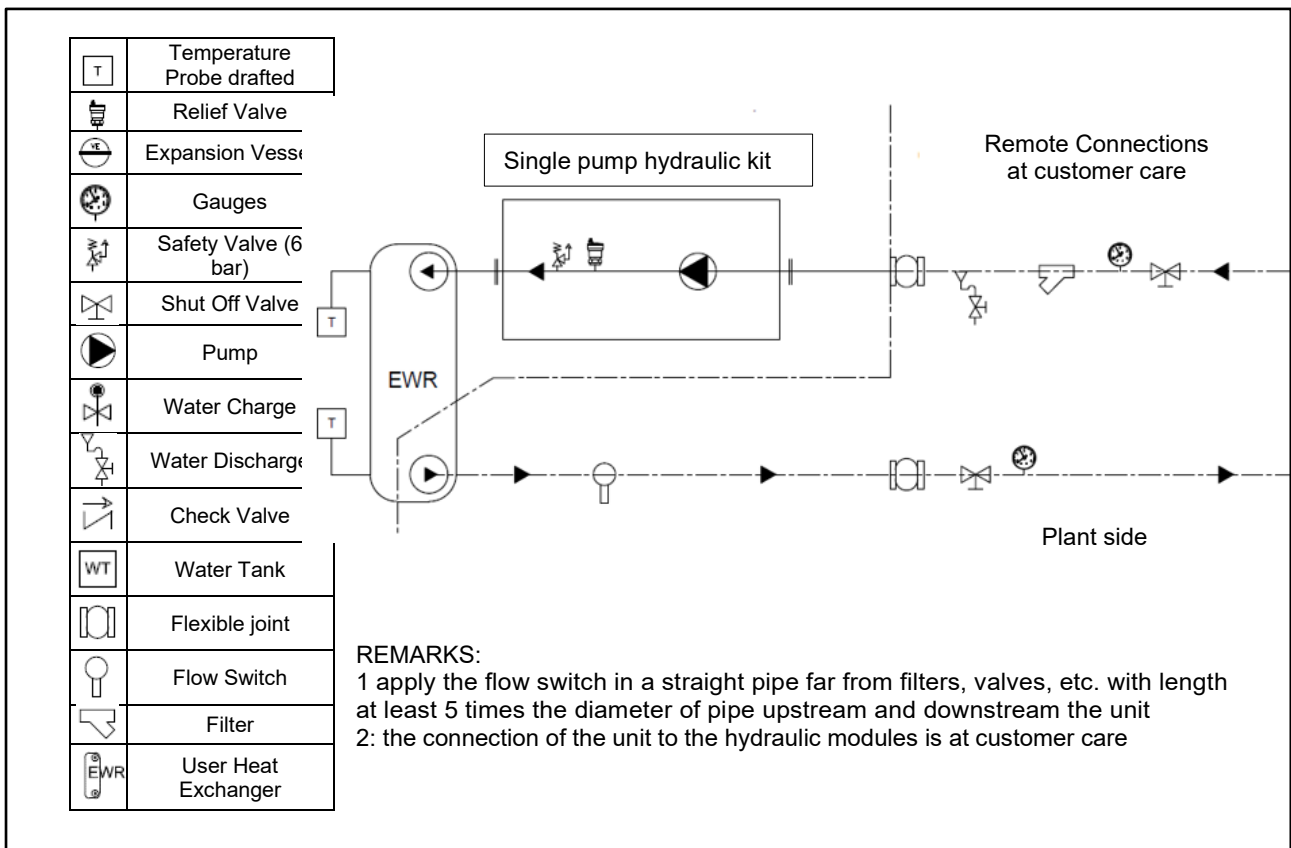 T
Temperature
Probe drafted
Relief Valve
VE
Expansion Vesse
Gauges
Safety Valve (6
bar)
Shut Off Valve
Pump
Water Charge
Water Discharge
Check Valve
WT
Water Tank
Flexible joint
Flow Switch
Filter
EWR
User Heat
Exchanger
Single pump hydraulic kit
Remote Connections
at customer care
T
EWR
T
Plant side
REMARKS:
1 apply the flow switch in a straight pipe far from filters, valves, etc. with length
at least 5 times the diameter of pipe upstream and downstream the unit
2: the connection of the unit to the hydraulic modules is at customer care